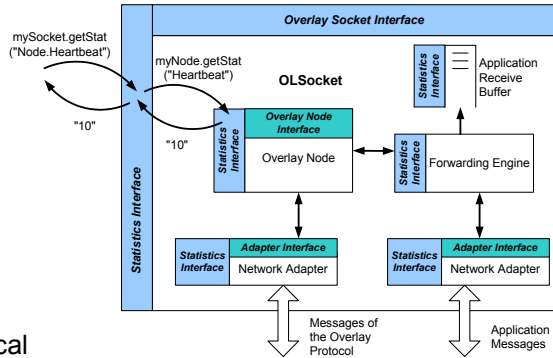 Overlay Socket Interface
mySocket.getStat
("Node.Heartbeat")
"10"
Statistics Interface
myNode.getStat
("Heartbeat")
"10"
OLSocket
Statistics
Interface
Application
Receive
Buffer
Statistics
Interface
Overlay Node
Interface
Overlay Node
Statistics
Interface
Forwarding Engine
Statistics
Interface
Adapter Interface
Network Adapter
Statistics
Interface
Adapter Interface
Network Adapter
Messages of
the Overlay
Protocol
Application
Messages
cal